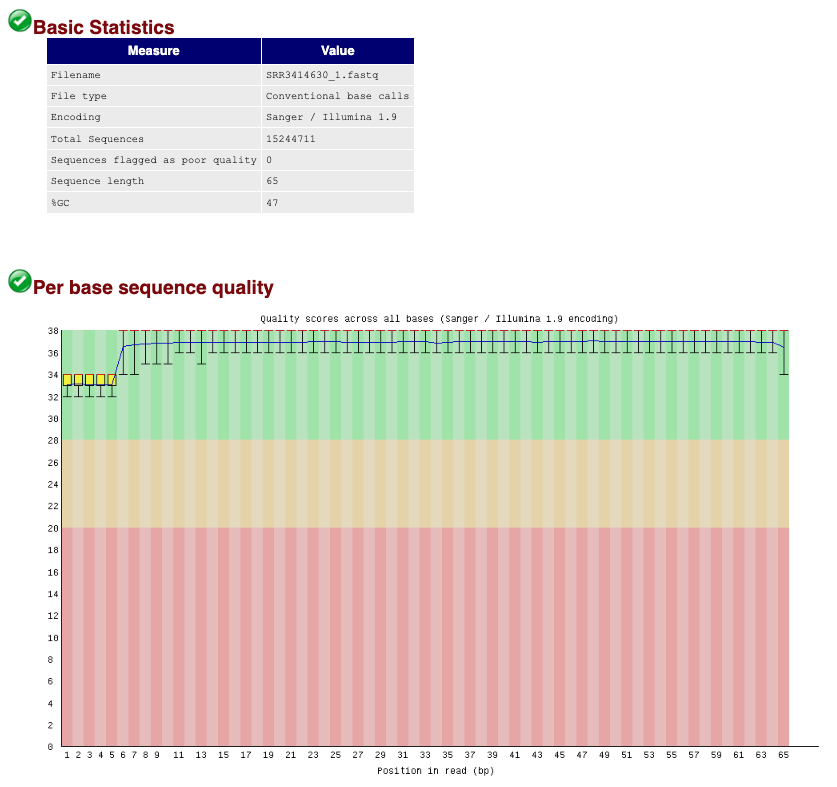 Basic Statistics
Measure Value
Filename SRR3414630_1.fastq
File type Conventional base calls
Encoding Sanger / Illumina 1.9
Total Sequences 15244711
Sequences flagged as poor quality 0
Sequence length 65
%GC 47
Per base sequence quality
Quality scores across all bases (Sanger / Illumina 1.9 encoding)
38
36
34
32
30
28
26
24
22
20
18
16
14
12
10
8
6
4
2
0
1 2 3 4 5 6 7 8 9 11 13 15 17 19 21 23 25 27 29 31 33 35 37 39 41 43 45 47 49 51 53 55 57 59 61 63 65
Position in read (bp)